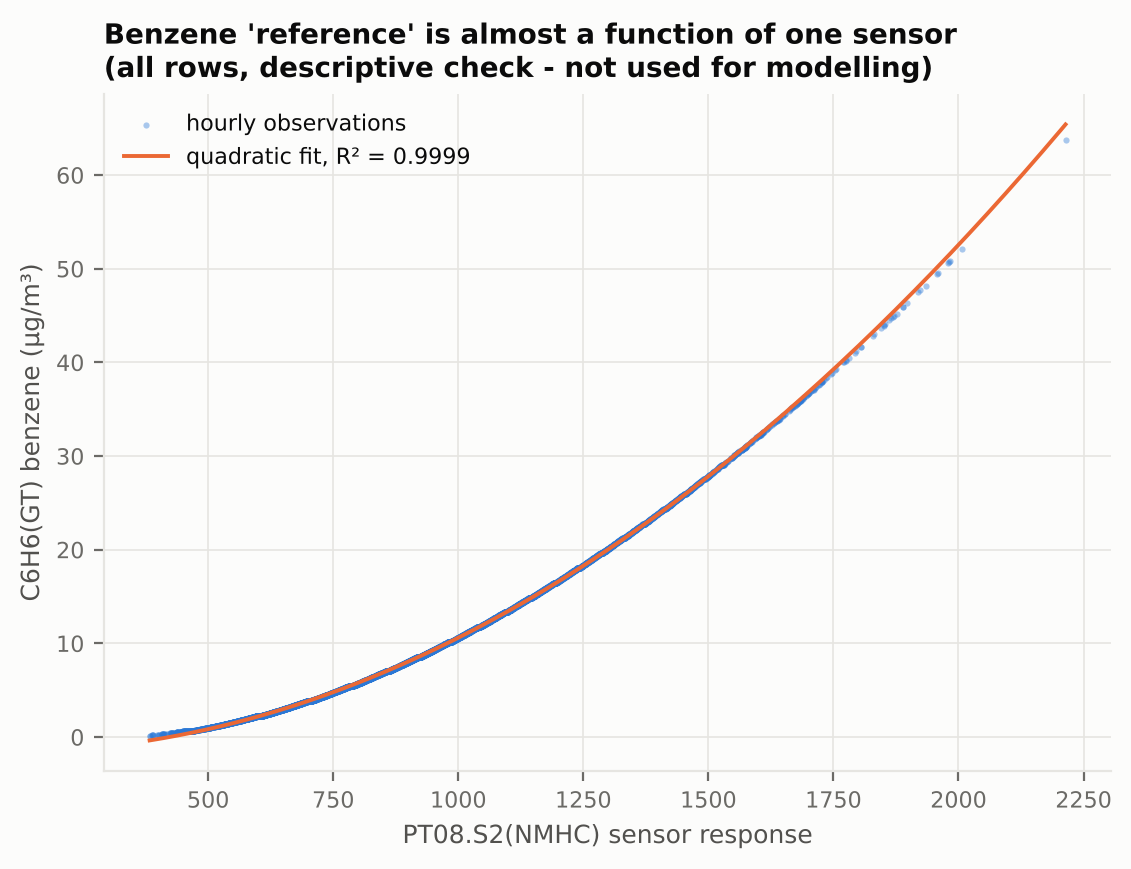 Benzene 'reference' is almost a function of one sensor
(all rows, descriptive check - not used for modelling)
hourly observations
quadratic fit, R² = 0.9999
60
50
40
30
20
10
0
C6H6(GT) benzene (µg/m³)
500 750 1000 1250 1500 1750 2000 2250
PT08.S2(NMHC) sensor response